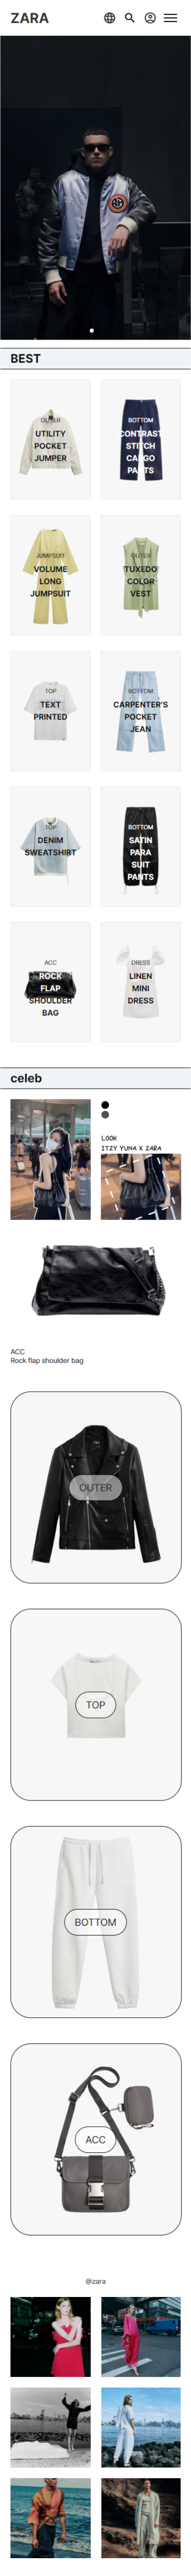 ZARA
BEST
OUTER
UTILITY
POCKET
JUMPER
BOTTOM
CONTRAST
STITCH
CARGO
PANTS
JUMPSUIT
VOLUME
LONG
JUMPSUIT
OUTER
TUXEDO
COLOR
VEST
TOP
TEXT
PRINTED
BOTTOM
CARPENTER'S
POCKET
JEAN
TOP
DENIM
SWEATSHIRT
BOTTOM
SATIN
PARA
SUIT
PANTS
ACC
ROCK
FLAP
SHOULDER
BAG
DRESS
LINEN
MINI
DRESS
celeb
LOOK
ITZY YUNA X ZARA
ACC
Rock flap shoulder bag
OUTER
TOP
BOTTOM
ACC
@zara